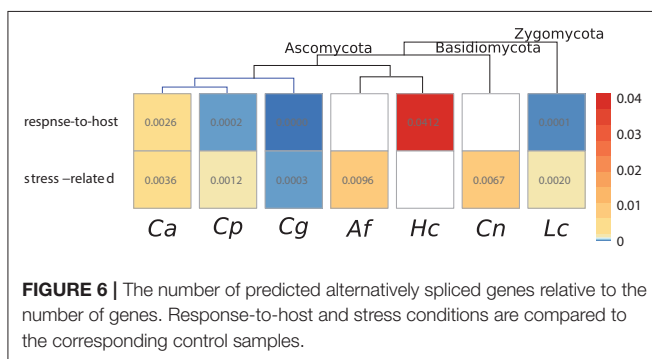 Zygomycota
Ascomycota Basidiomycota
respnse-to-host 0.0026 0.0002 0.0412 0.0001
stress –related 0.0036 0.0012 0.0003 0.0096 0.0067 0.0020
Ca Cp Cg Af Hc Cn Lc
0.04
0.03
0.02
0.01
0
FIGURE 6 | The number of predicted alternatively spliced genes relative to the
number of genes. Response-to-host and stress conditions are compared to
the corresponding control samples.